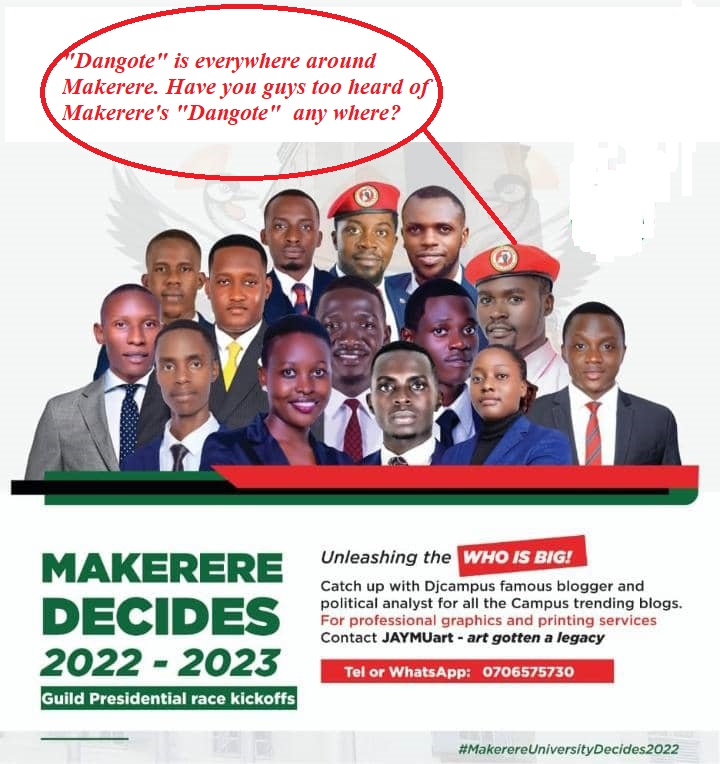 "Dangote" is everywhere around
Makerere. Have you guys too heard of
Makerere's "Dangote" any where?
MAKERERE
DECIDES
2022 - 2023
Guild Presidential race kickoffs
Unleashing the WHO IS BIG!
Catch up with Djcampus famous blogger and
political analyst for all the Campus trending blogs.
For professional graphics and printing services
Contact JAYMUart - art gotten a legacy
Tel or WhatsApp: 0706575730
#MakerereUniversityDecides2022